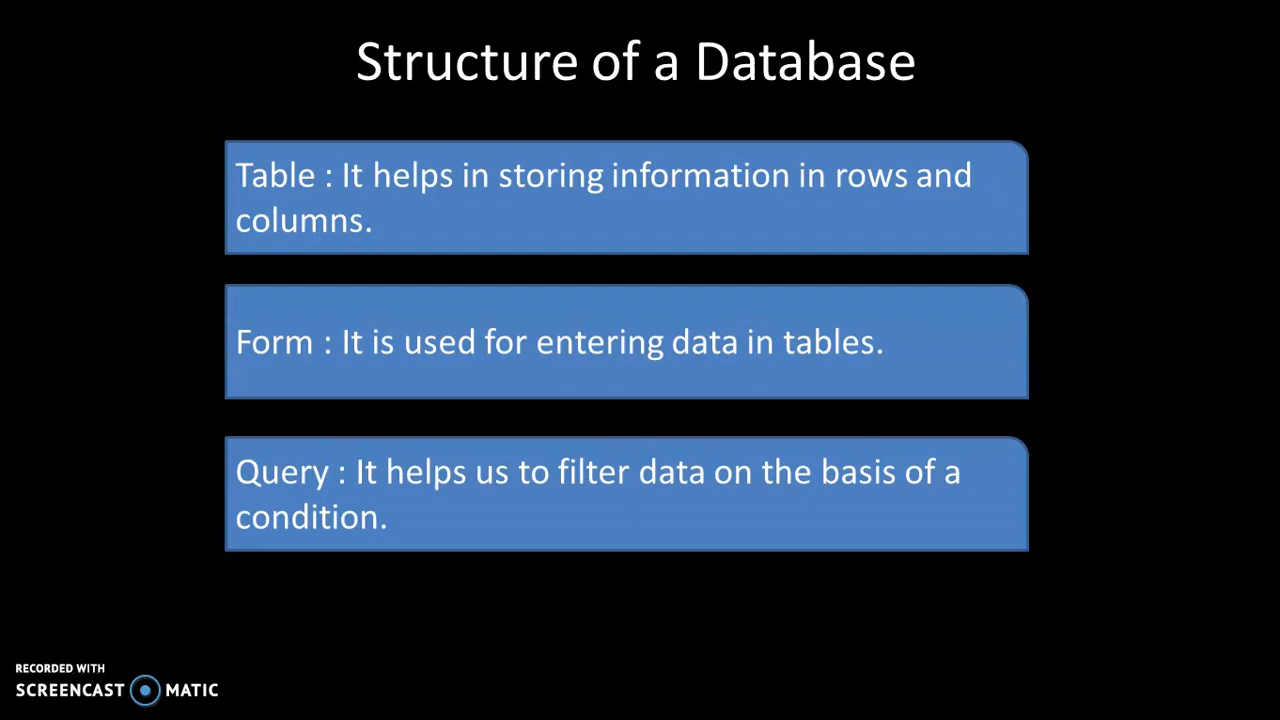 Structure of a Database
Table : It helps in storing information in rows and
columns.
Form : It is used for entering data in tables.
Query : It helps us to filter data on the basis of a
condition.
RECORDED WITH
SCREENCAST MATIC